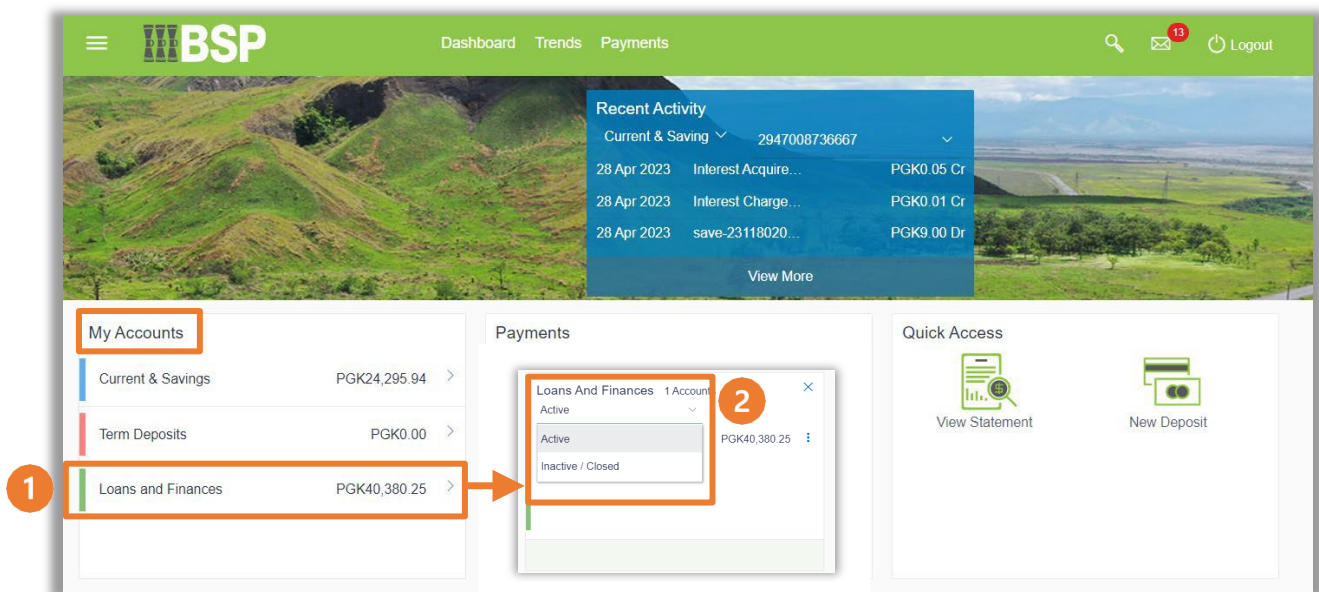 BSP
Dashboard Trends Payments
13
Logout
Recent Activity
Current & Saving 2947008736667
28 Apr 2023 Interest Acquire... PGK0.05 Cr
28 Apr 2023 Interest Charge... PGK0.01 Cr
28 Apr 2023 save-23118020... PGK9.00 Dr
View More
My Accounts
Current & Savings PGK24,295.94
Term Deposits PGK0.00
1
Loans and Finances PGK40,380.25
Payments
Loans And Finances 1 Account
2
Active
Active
PGK40,380.25
Inactive / Closed
Quick Access
View Statement
New Deposit